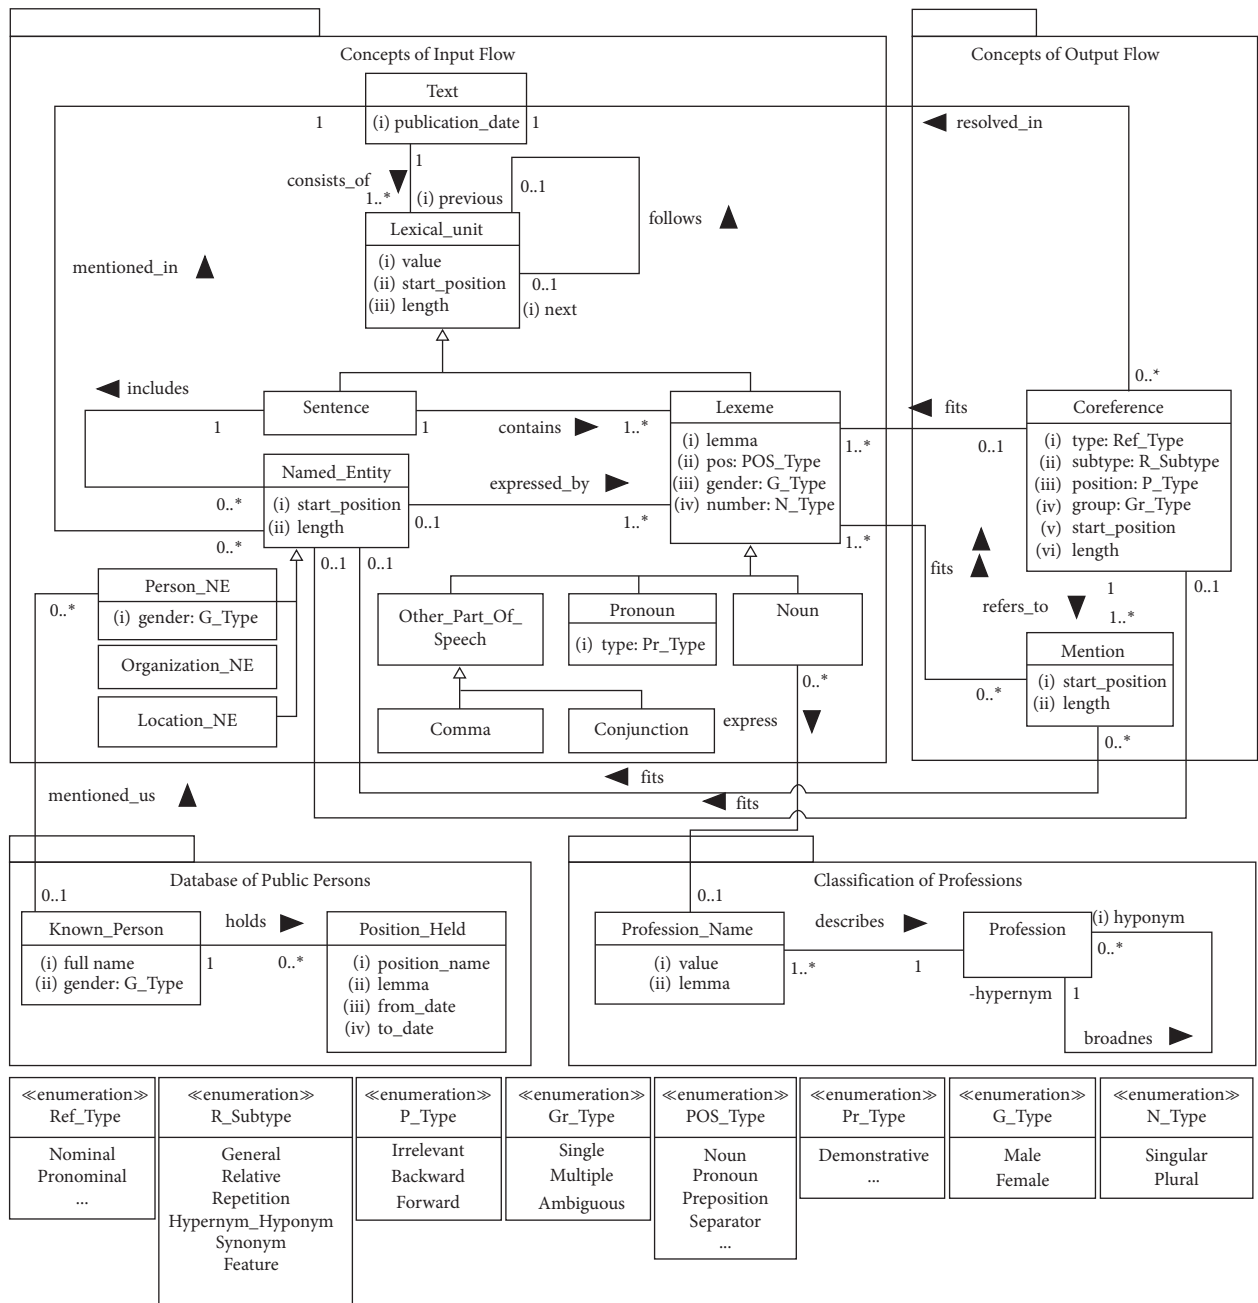 Concepts of Input Flow
Concepts of Output Flow
Text
(i) publication_date
1
1
resolved_in
1
consists_of
1..*
(i) previous
0..1
follows
Lexical_unit
(i) value
(ii) start_position
(iii) length
0..1
(i) next
mentioned_in
includes
Sentence
1
1
contains
1..*
Lexeme
(i) lemma
(ii) pos: POS_Type
(iii) gender: G_Type
(iv) number: N_Type
fits
1..*
0..1
0..*
Coreference
(i) type: Ref_Type
(ii) subtype: R_Subtype
(iii) position: P_Type
(iv) group: Gr_Type
(v) start_position
(vi) length
Named_Entity
(i) start_position
(ii) length
0..*
0..*
expressed_by
0..1
1..*
1..*
0..1
0..1
fits
1
0..1
refers_to
1..*
Person_NE
(i) gender: G_Type
0..*
Organization_NE
Location_NE
Other_Part_Of_
Speech
Pronoun
(i) type: Pr_Type
Noun
0..*
Comma
Conjunction
express
Mention
(i) start_position
(ii) length
0..*
0..*
fits
fits
mentioned_us
Database of Public Persons
0..1
Known_Person
(i) full name
(ii) gender: G_Type
holds
1
0..*
Position_Held
(i) position_name
(ii) lemma
(iii) from_date
(iv) to_date
Classification of Professions
0..1
Profession_Name
(i) value
(ii) lemma
describes
1..*
1
Profession
(i) hyponym
0..*
-hypernym
1
broadnes
≪enumeration≫
Ref_Type
Nominal
Pronominal
...
≪enumeration≫
R_Subtype
General
Relative
Repetition
Hypernym_Hyponym
Synonym
Feature
≪enumeration≫
P_Type
Irrelevant
Backward
Forward
≪enumeration≫
Gr_Type
Single
Multiple
Ambiguous
≪enumeration≫
POS_Type
Noun
Pronoun
Preposition
Separator
...
≪enumeration≫
Pr_Type
Demonstrative
...
≪enumeration≫
G_Type
Male
Female
≪enumeration≫
N_Type
Singular
Plural